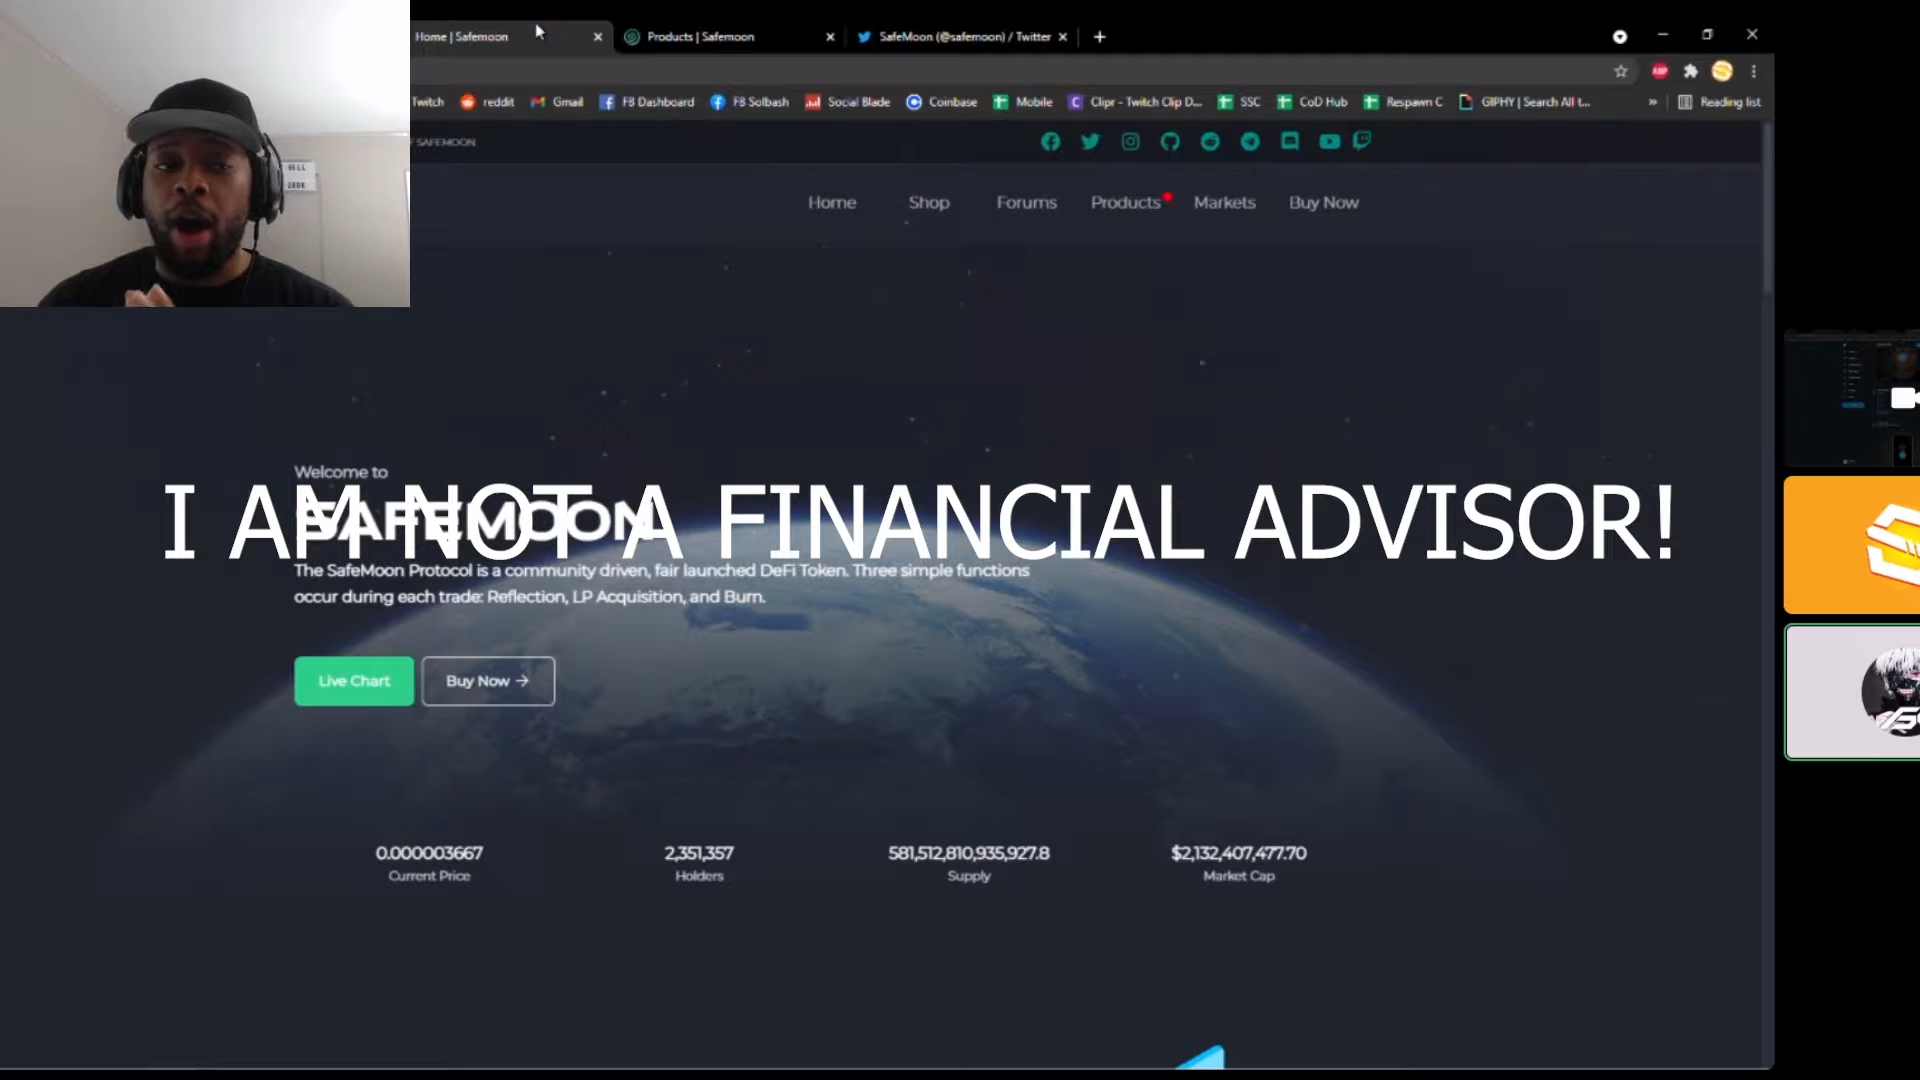 Home | Safemoon
Products | Safemoon
SafeMoon (@safemoon) / Twitter
Twitch
reddit
Gmail
FB Dashboard
FB Solbash
Social Blade
Coinbase
Mobile
Clipr - Twitch Clip D...
SSC
CoD Hub
Respawn C
GIPHY | Search All t...
»
Reading list
ABP
F SAFEMOON
Home
Shop
Forums
Products
Markets
Buy Now
Welcome to
SAFEMOON
I AM NOT A FINANCIAL ADVISOR!
The SafeMoon Protocol is a community driven, fair launched DeFi Token. Three simple functions
occur during each trade: Reflection, LP Acquisition, and Burn.
Live Chart
Buy Now →
0.000003667
2,351,357
581,512,810,935,927.8
$2,132,407,477.70
Current Price
Holders
Supply
Market Cap